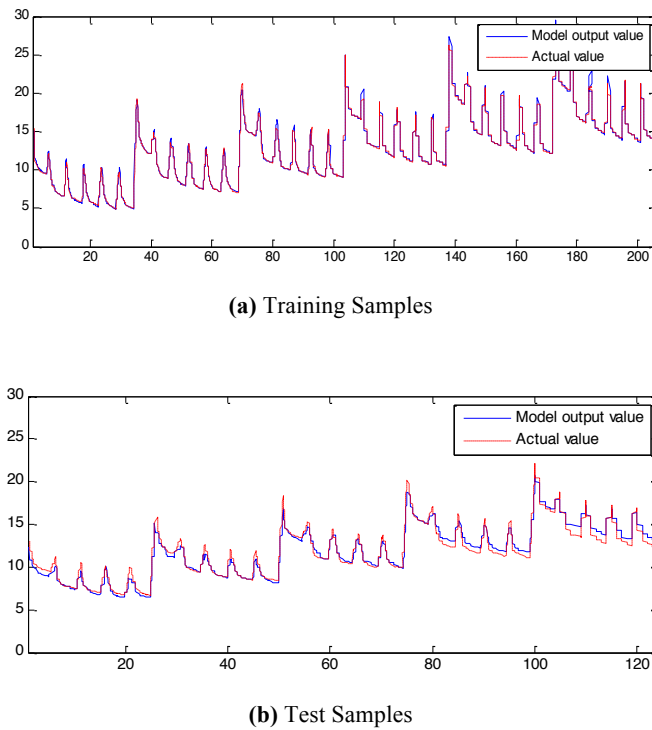 30
Model output value
25
Actual value
20
15
10
5
0
20 40 60 80 100 120 140 160 180 200
(a) Training Samples
30
Model output value
25
Actual value
20
15
10
5
0
20 40 60 80 100 120
(b) Test Samples